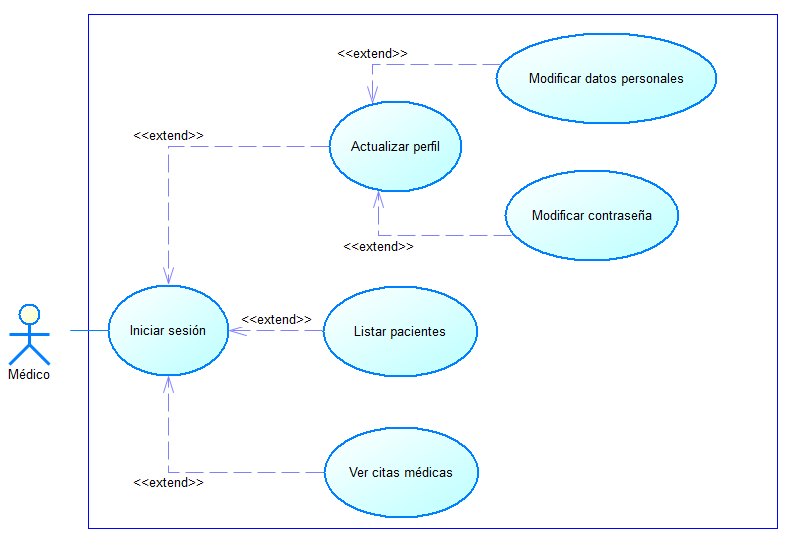 <<extend>>
Modificar datos personales
<<extend>>
Actualizar perfil
Modificar contraseña
<<extend>>
<<extend>>
Iniciar sesión
Listar pacientes
Médico
Ver citas médicas
<<extend>>